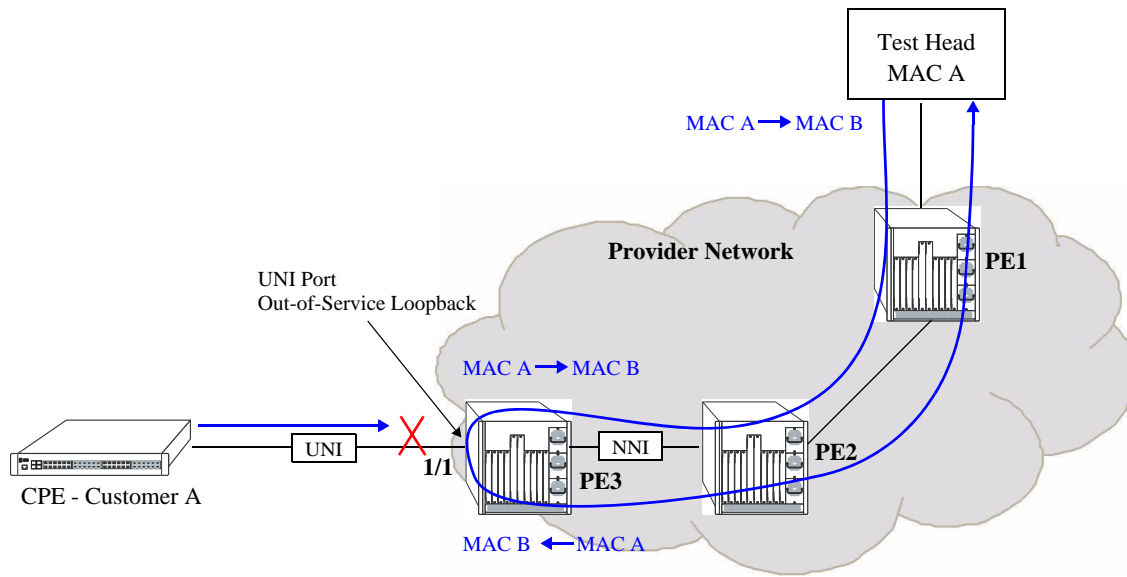 Test Head
MAC A
MAC A MAC B
Provider Network
PE1
UNI Port
Out-of-Service Loopback
MAC A MAC B
UNI
1/1
NNI
PE2
PE3
CPE - Customer A
MAC B MAC A